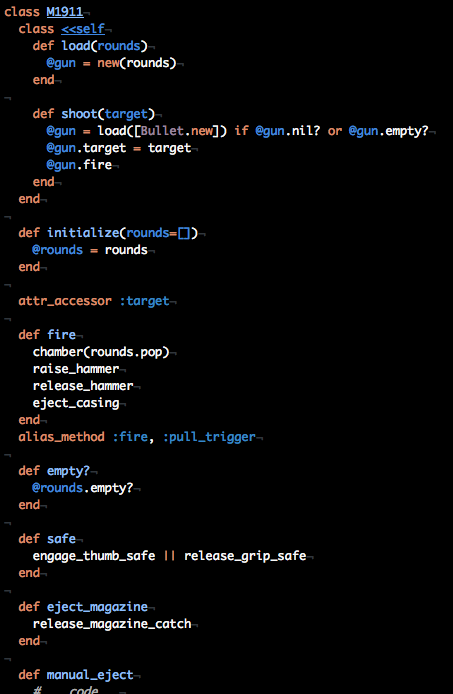 class M1911¬
  class <<self¬
    def load(rounds)¬
      @gun = new(rounds)¬
    end¬
¬
    def shoot(target)¬
      @gun = load([Bullet.new]) if @gun.nil? or @gun.empty?¬
      @gun.target = target¬
      @gun.fire¬
    end¬
  end¬
¬
  def initialize(rounds=[])¬
    @rounds = rounds¬
  end¬
¬
  attr_accessor :target¬
¬
  def fire¬
    chamber(rounds.pop)¬
    raise_hammer¬
    release_hammer¬
    eject_casing¬
  end¬
  alias_method :fire, :pull_trigger¬
¬
  def empty?¬
    @rounds.empty?¬
  end¬
¬
  def safe¬
    engage_thumb_safe || release_grip_safe¬
  end¬
¬
  def eject_magazine¬
    release_magazine_catch¬
  end¬
¬
  def manual_eject¬
    # ... code ...¬